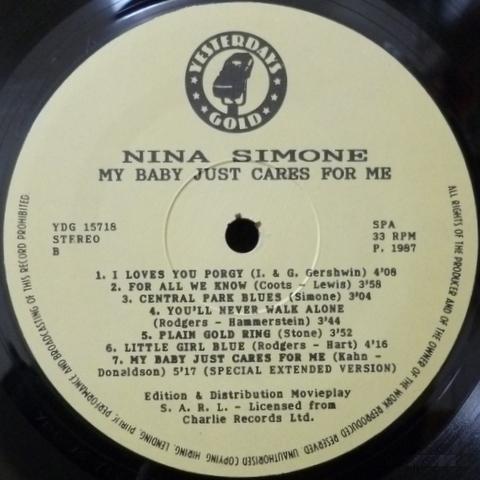 YESTERDAYS
GOLD
NINA SIMONE
MY BABY JUST CARES FOR ME
YDG 15718
STEREO
B
SPA
33 RPM
P. 1987
1. I LOVES YOU PORGY (I. & G. Gershwin) 4'08
2. FOR ALL WE KNOW (Coots - Lewis) 3'58
3. CENTRAL PARK BLUES (Simone) 3'04
4. YOU'LL NEVER WALK ALONE
(Rodgers - Hammerstein) 3'44
5. PLAIN GOLD RING (Stone) 3'52
6. LITTLE GIRL BLUE (Rodgers - Hart) 4'16
7. MY BABY JUST CARES FOR ME (Kahn -
Donaldson) 5'17 (SPECIAL EXTENDED VERSION)
Edition & Distribution Movieplay
S. A. R. L. - Licensed from
Charlie Records Ltd.
ALL RIGHTS OF THE PRODUCER AND OF THE OWNER OF THE WORK REPRODUCED RESERVED. UNAUTHORISED COPYING, HIRING, LENDING, PUBLIC PERFORMANCE AND BROADCASTING OF THIS RECORD PROHIBITED.